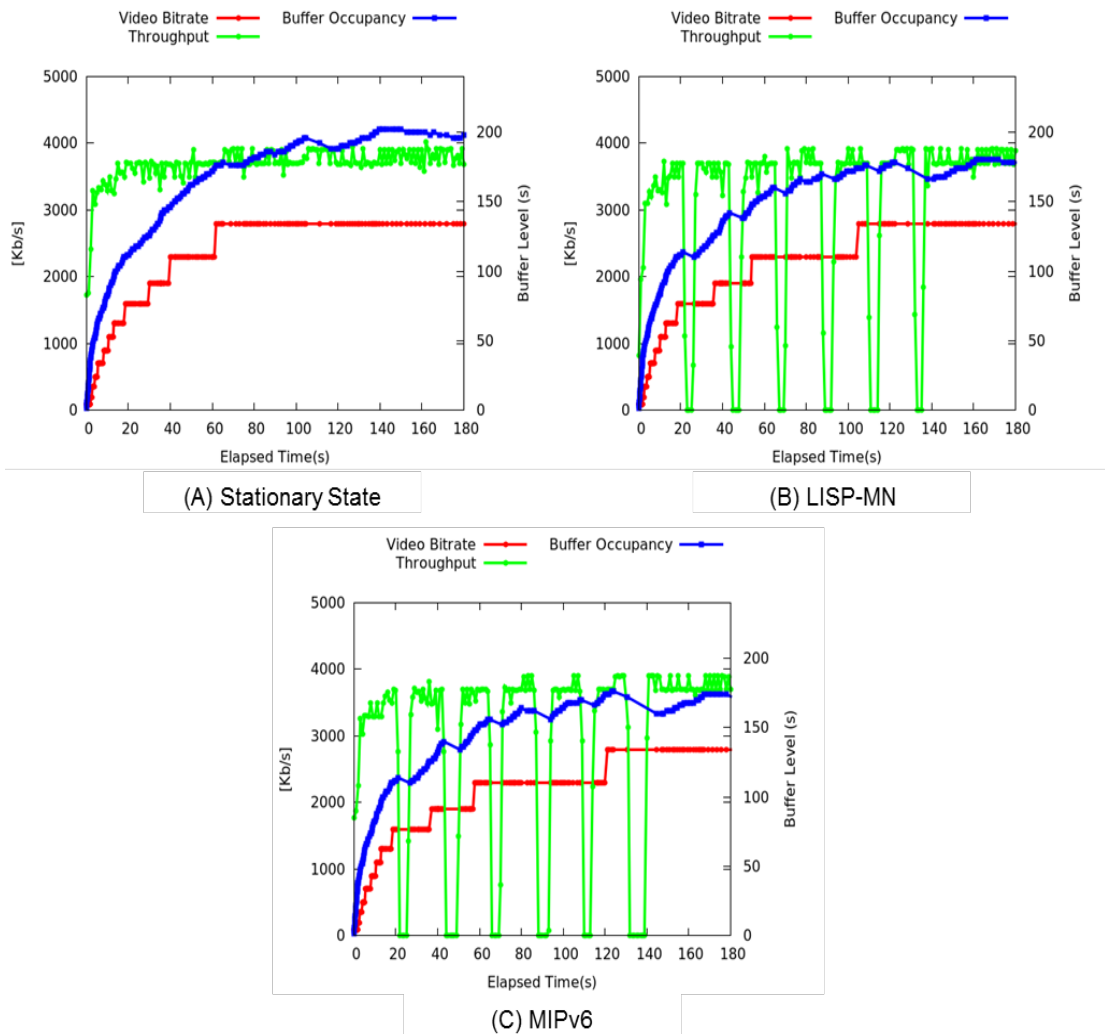 Video Bitrate Buffer Occupancy
Throughput
5000
4000
3000
2000
1000
0
[Kb/s]
200
150
100
50
0
Buffer Level (s)
0 20 40 60 80 100 120 140 160 180
Elapsed Time(s)
(A) Stationary State
Video Bitrate Buffer Occupancy
Throughput
5000
4000
3000
2000
1000
0
[Kb/s]
200
150
100
50
0
Buffer Level (s)
0 20 40 60 80 100 120 140 160 180
Elapsed Time(s)
(B) LISP-MN
Video Bitrate Buffer Occupancy
Throughput
5000
4000
3000
2000
1000
0
[Kb/s]
200
150
100
50
0
Buffer Level (s)
0 20 40 60 80 100 120 140 160 180
Elapsed Time(s)
(C) MIPv6